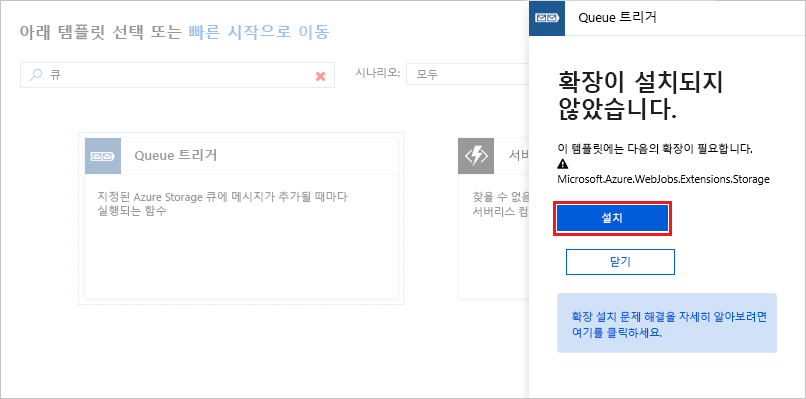 아래 템플릿 선택 또는 빠른 시작으로 이동
큐
시나리오: 모두
Queue 트리거
지정된 Azure Storage 큐에 메시지가 추가될 때마다
실행되는 함수
서버
찾을 수 없음
서버리스 컴
Queue 트리거
확장이 설치되지
않았습니다.
이 템플릿에는 다음의 확장이 필요합니다.
Microsoft.Azure.WebJobs.Extensions.Storage
설치
닫기
확장 설치 문제 해결을 자세히 알아보려면
여기를 클릭하세요.